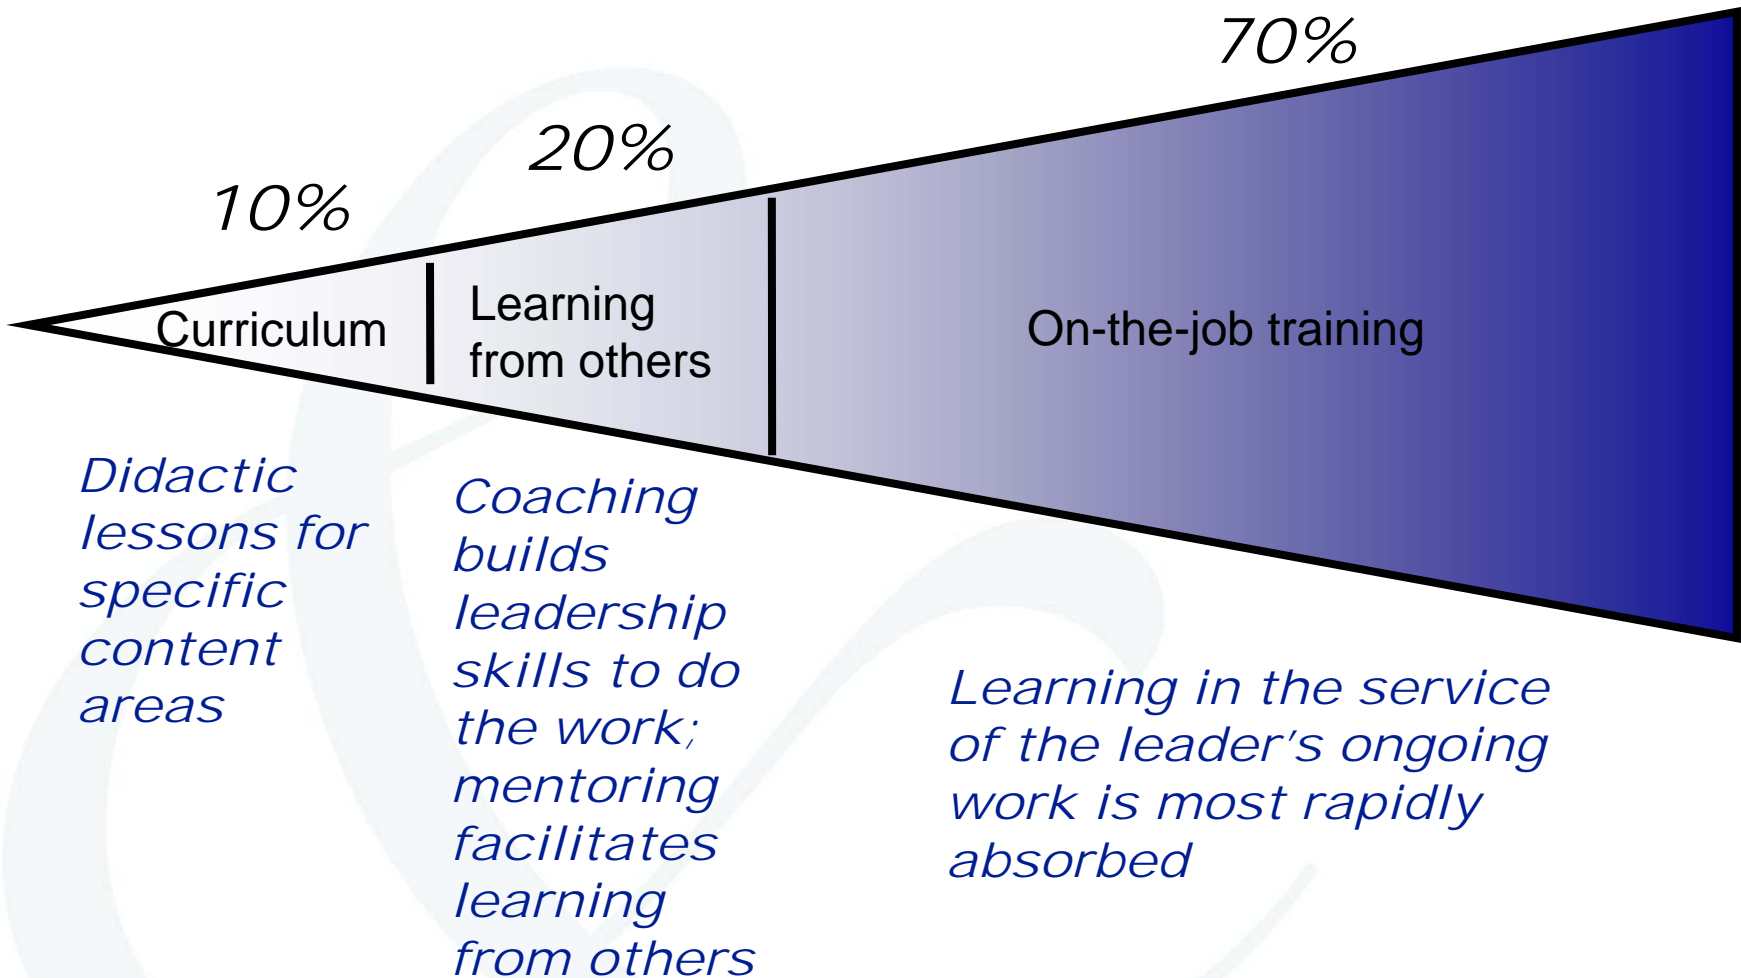 70%
20%
10%
Curriculum
Learning
from others
On-the-job training
Didactic
lessons for
specific
content
areas
Coaching
builds
leadership
skills to do
the work;
mentoring
facilitates
learning
from others
Learning in the service
of the leader’s ongoing
work is most rapidly
absorbed